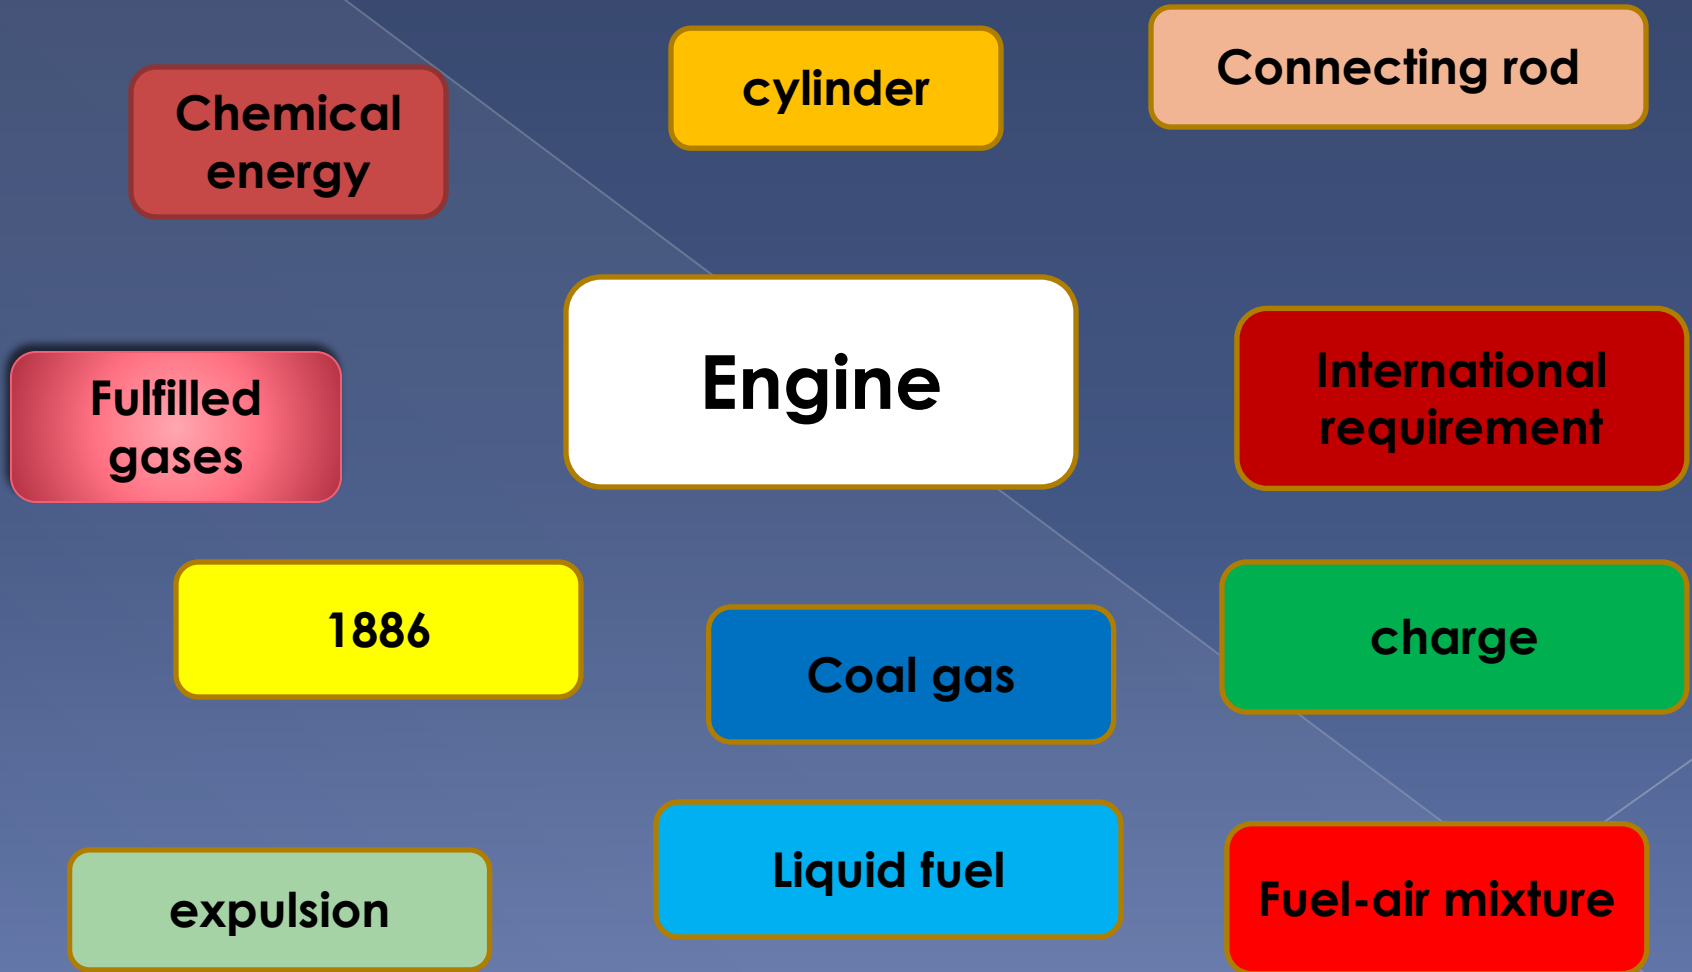 Chemical
energy
cylinder
Connecting rod
Engine
Fulfilled
gases
International
requirement
1886
Coal gas
charge
expulsion
Liquid fuel
Fuel-air mixture